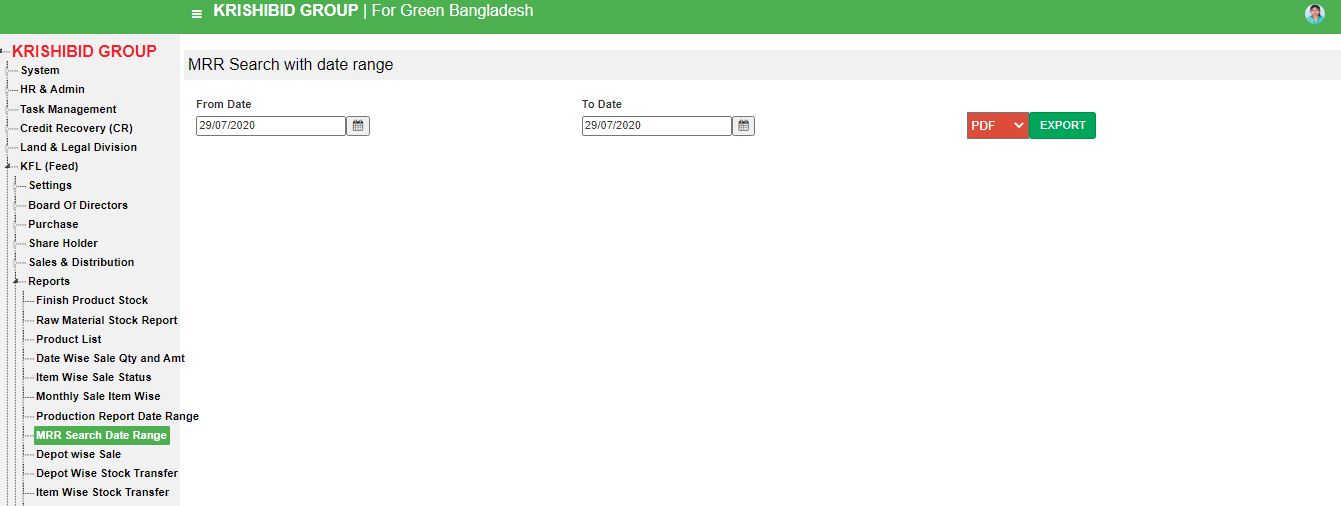 KRISHIBID GROUP | For Green Bangladesh
KRISHIBID GROUP
System
HR & Admin
Task Management
Credit Recovery (CR)
Land & Legal Division
KFL (Feed)
Settings
Board Of Directors
Purchase
Share Holder
Sales & Distribution
Reports
Finish Product Stock
Raw Material Stock Report
Product List
Date Wise Sale Qty and Amt
Item Wise Sale Status
Monthly Sale Item Wise
Production Report Date Range
MRR Search Date Range
Depot wise Sale
Depot Wise Stock Transfer
Item Wise Stock Transfer
MRR Search with date range
From Date
To Date
29/07/2020
29/07/2020
PDF
EXPORT